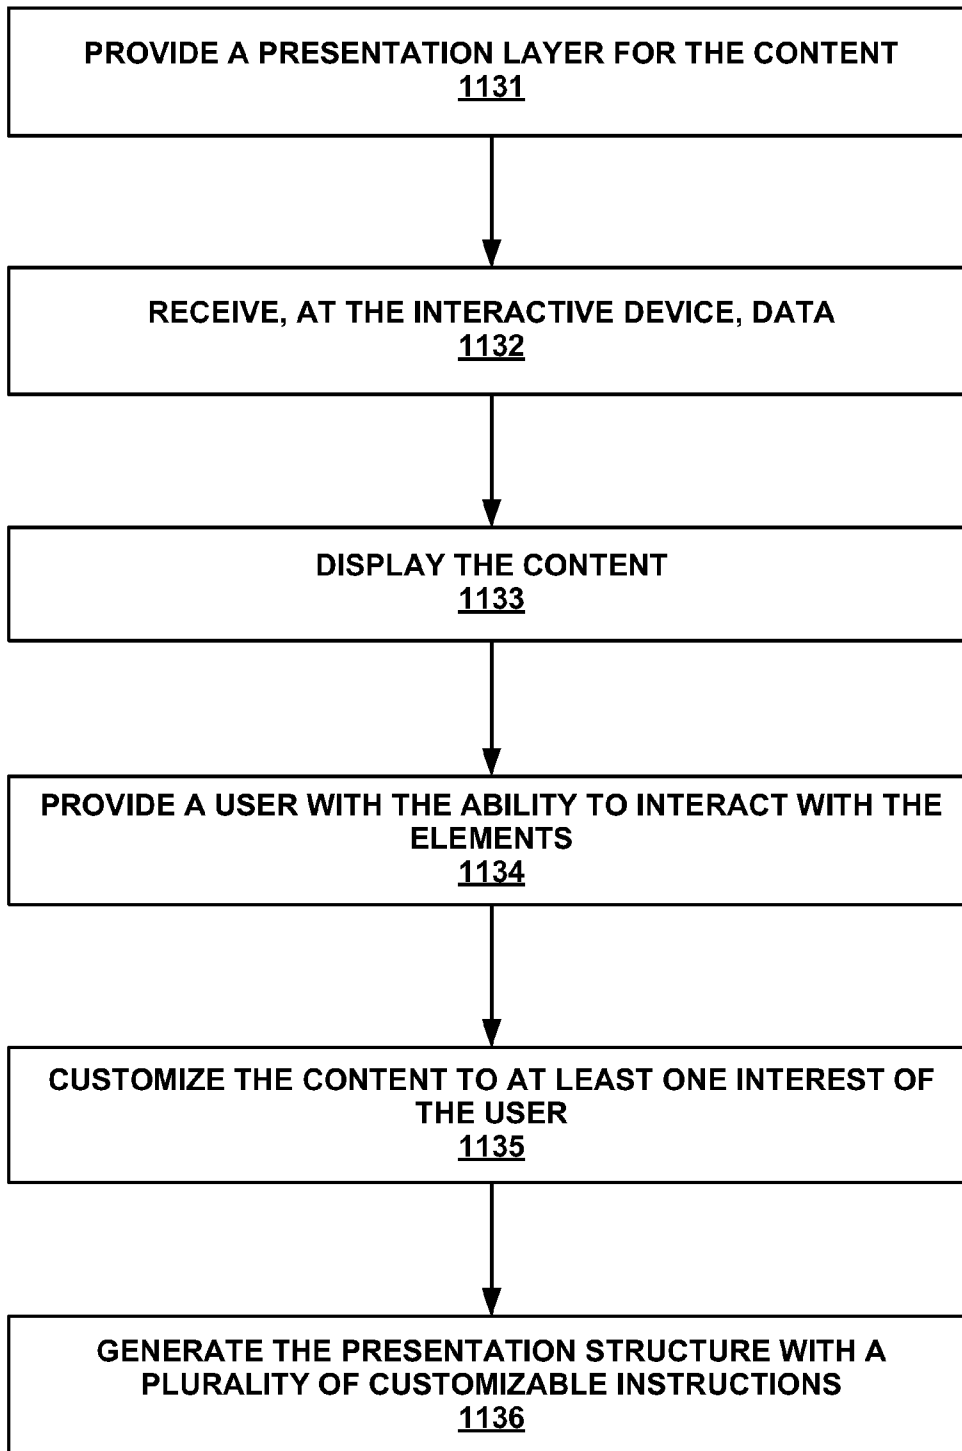 PROVIDE A PRESENTATION LAYER FOR THE CONTENT
1131
RECEIVE, AT THE INTERACTIVE DEVICE, DATA
1132
DISPLAY THE CONTENT
1133
PROVIDE A USER WITH THE ABILITY TO INTERACT WITH THE
ELEMENTS
1134
CUSTOMIZE THE CONTENT TO AT LEAST ONE INTEREST OF
THE USER
1135
GENERATE THE PRESENTATION STRUCTURE WITH A
PLURALITY OF CUSTOMIZABLE INSTRUCTIONS
1136